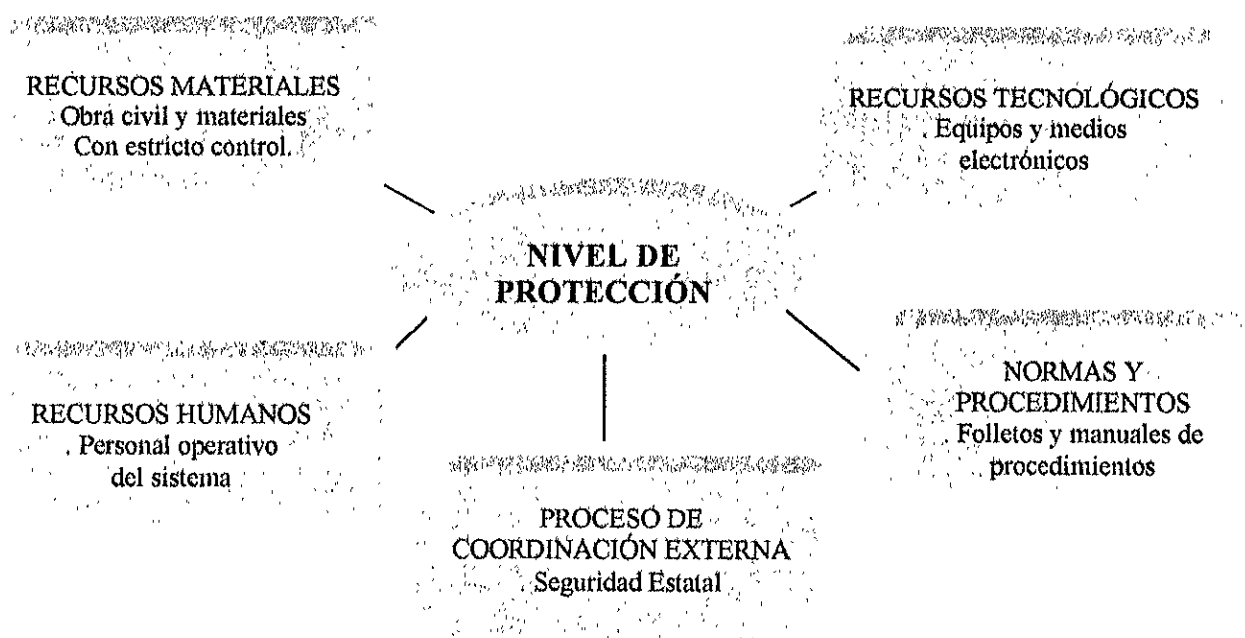 RECURSOS MATERIALES
Obra civil y materiales
Con estricto control.
RECURSOS TECNOLÓGICOS
Equipos y medios
electrónicos
NIVEL DE
PROTECCIÓN
RECURSOS HUMANOS
Personal operativo
del sistema
NORMAS Y
PROCEDIMIENTOS
Folletos y manuales de
procedimientos
PROCESO DE
COORDINACIÓN EXTERNA
Seguridad Estatal